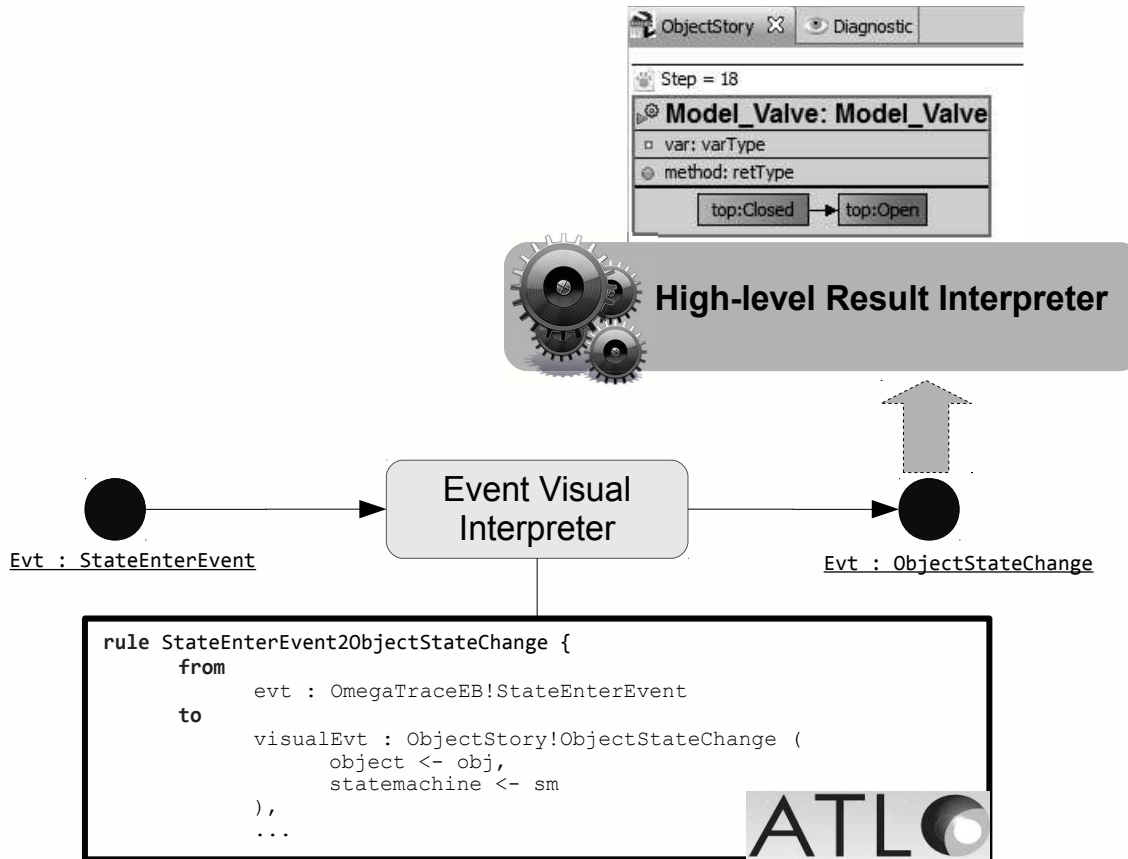 ObjectStory Diagnostic
Step = 18
Model_Valve: Model_Valve
var: varType
method: retType
top:Closed top:Open
High-level Result Interpreter
Event Visual
Interpreter
Evt : StateEnterEvent
Evt : ObjectStateChange
rule StateEnterEvent2ObjectStateChange {
from
evt : OmegaTraceEB!StateEnterEvent
to
visualEvt : ObjectStory!ObjectStateChange (
object <- obj,
statemachine <- sm
),
...
ATL